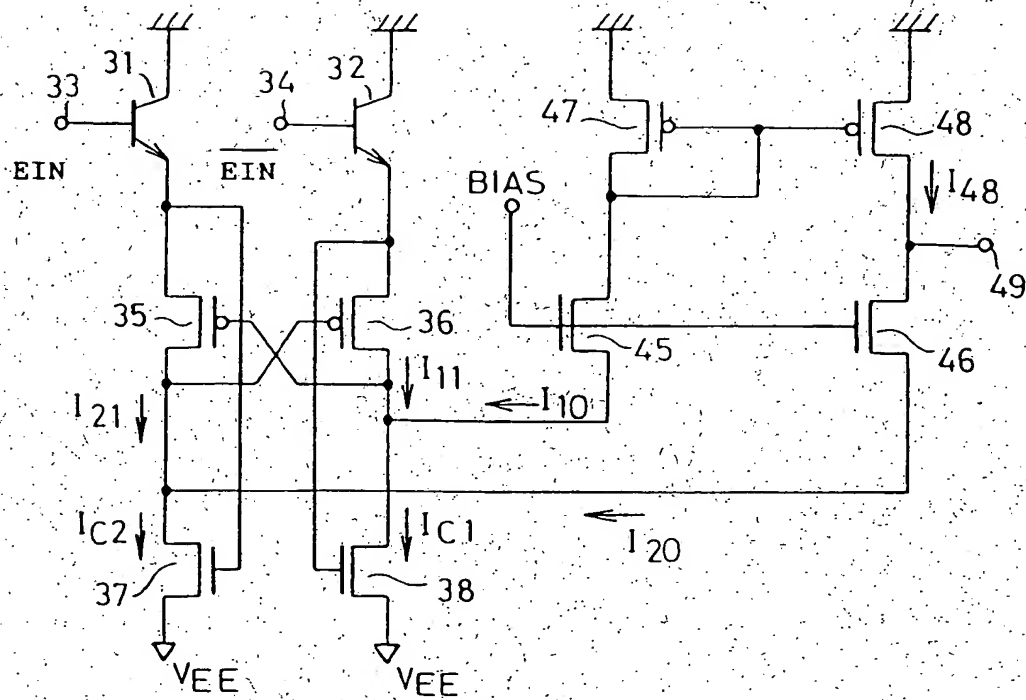 31
33
32
34
EIN
E̅I̅N̅
47
48
BIAS
I48
49
35
36
45
46
I11
I10
I21
IC2
IC1
I20
37
38
VEE
VEE